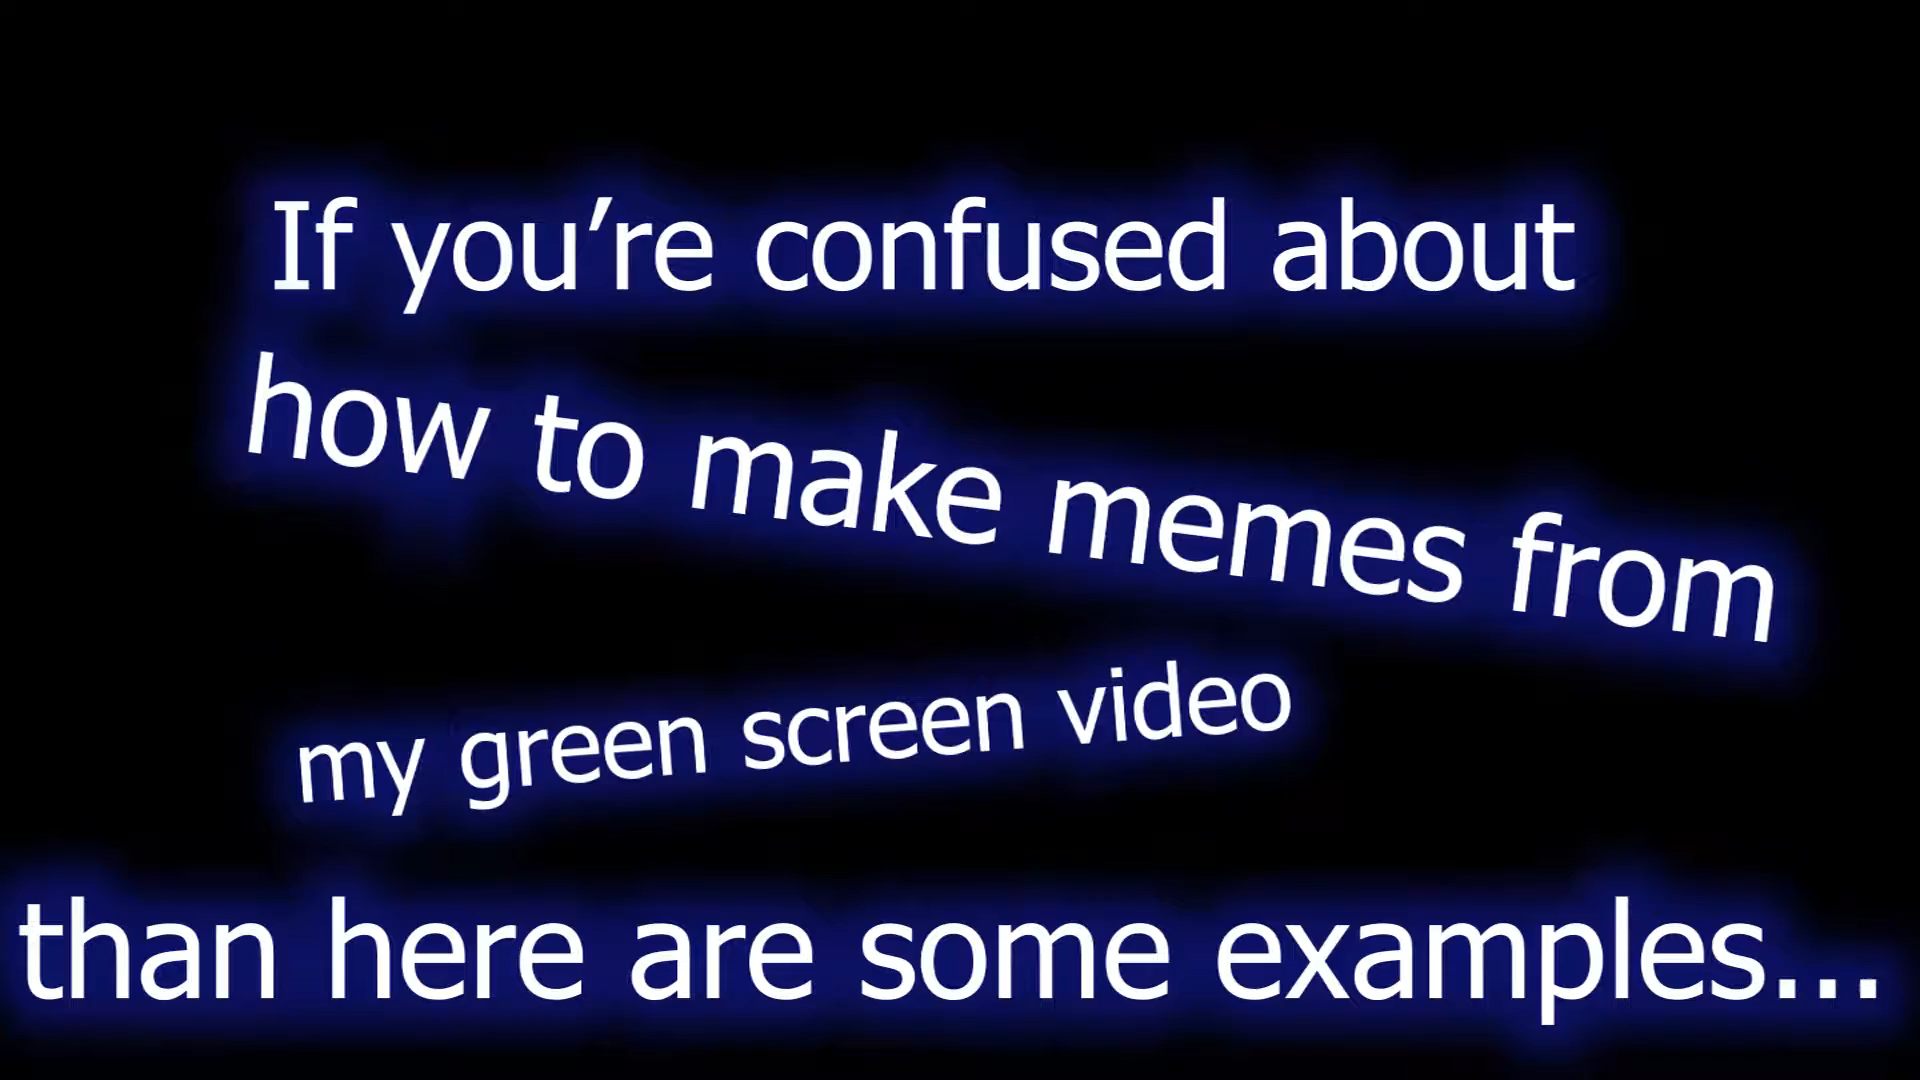 If you’re confused about
how to make memes from
my green screen video
than here are some examples...